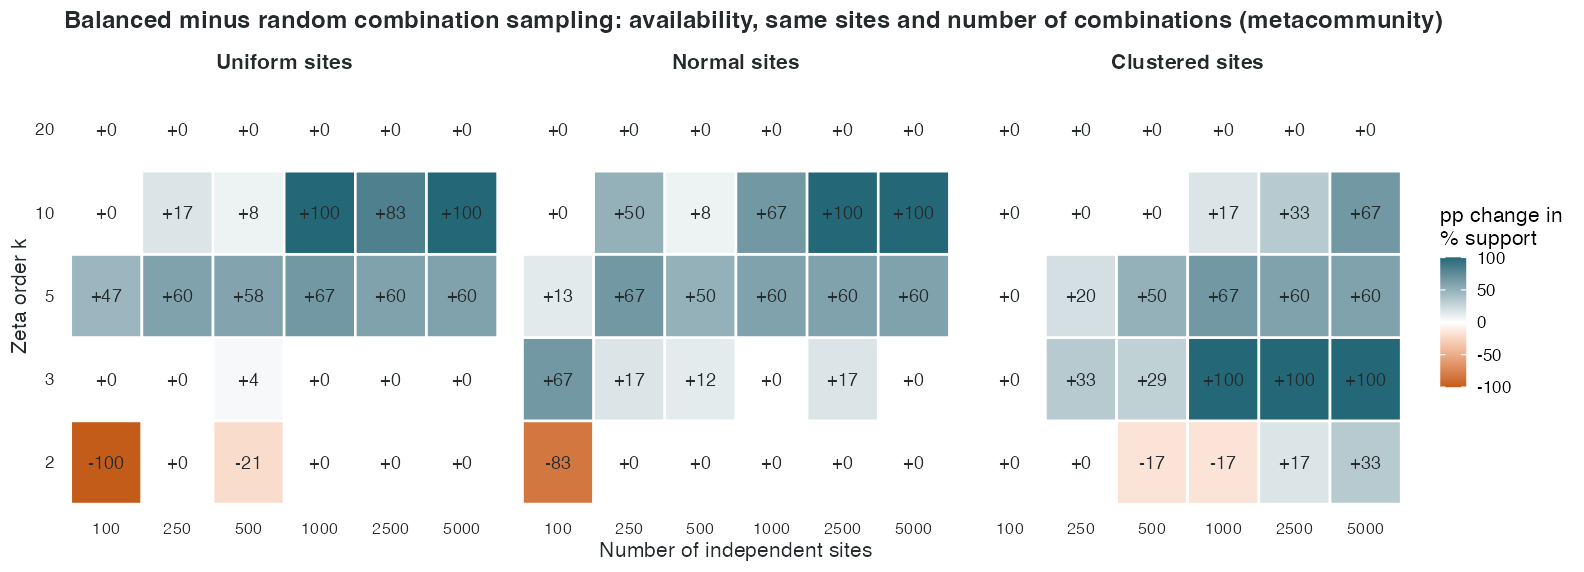 Balanced minus random combination sampling: availability, same sites and number of combinations (metacommunity)
Uniform sites Normal sites Clustered sites
20 +0 +0 +0 +0 +0 +0 +0 +0 +0 +0 +0 +0 +0 +0 +0 +0 +0 +0
10 +0 +17 +8 +100 +83 +100 +0 +50 +8 +67 +100 +100 +0 +0 +0 +17 +33 +67
5 +47 +60 +58 +67 +60 +60 +13 +67 +50 +60 +60 +60 +0 +20 +50 +67 +60 +60
3 +0 +0 +4 +0 +0 +0 +67 +17 +12 +0 +17 +0 +0 +33 +29 +100 +100 +100
2 -100 +0 -21 +0 +0 +0 -83 +0 +0 +0 +0 +0 +0 +0 -17 -17 +17 +33
100 250 500 1000 2500 5000 100 250 500 1000 2500 5000 100 250 500 1000 2500 5000
Number of independent sites
Zeta order k
pp change in
% support
100
50
0
-50
-100